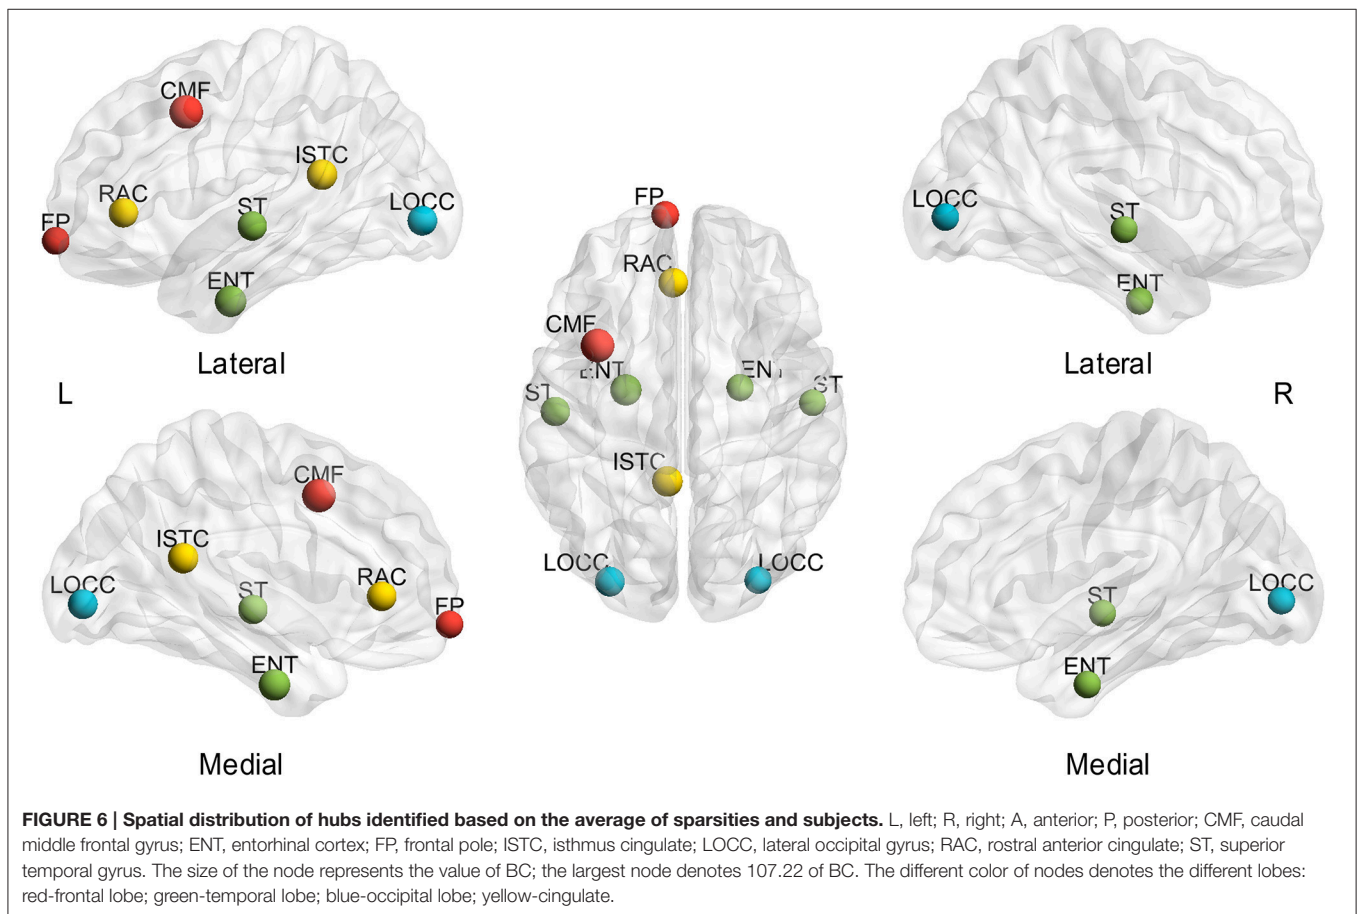 CMF
ISTC
RAC
ST
LOCC
FP
ENT
Lateral
L
CMF
ISTC
RAC
LOCC
ST
FP
ENT
Medial
FP
RAC
CMF
ENT
ENT
ST
ST
ISTC
LOCC
LOCC
LOCC
ST
ENT
Lateral
R
ST
LOCC
ENT
Medial
FIGURE 6 | Spatial distribution of hubs identified based on the average of sparsities and subjects. L, left; R, right; A, anterior; P, posterior; CMF, caudal
middle frontal gyrus; ENT, entorhinal cortex; FP, frontal pole; ISTC, isthmus cingulate; LOCC, lateral occipital gyrus; RAC, rostral anterior cingulate; ST, superior
temporal gyrus. The size of the node represents the value of BC; the largest node denotes 107.22 of BC. The different color of nodes denotes the different lobes:
red-frontal lobe; green-temporal lobe; blue-occipital lobe; yellow-cingulate.